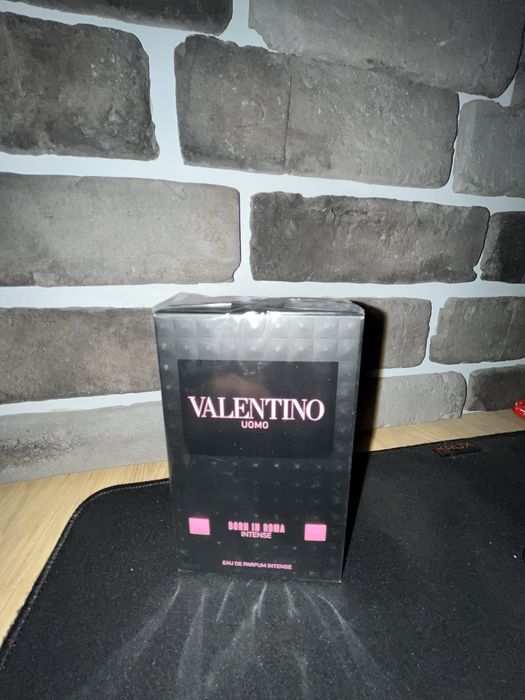 VALENTINO
UOMO
BORN IN ROMA
INTENSE
EAU DE PARFUM INTENSE